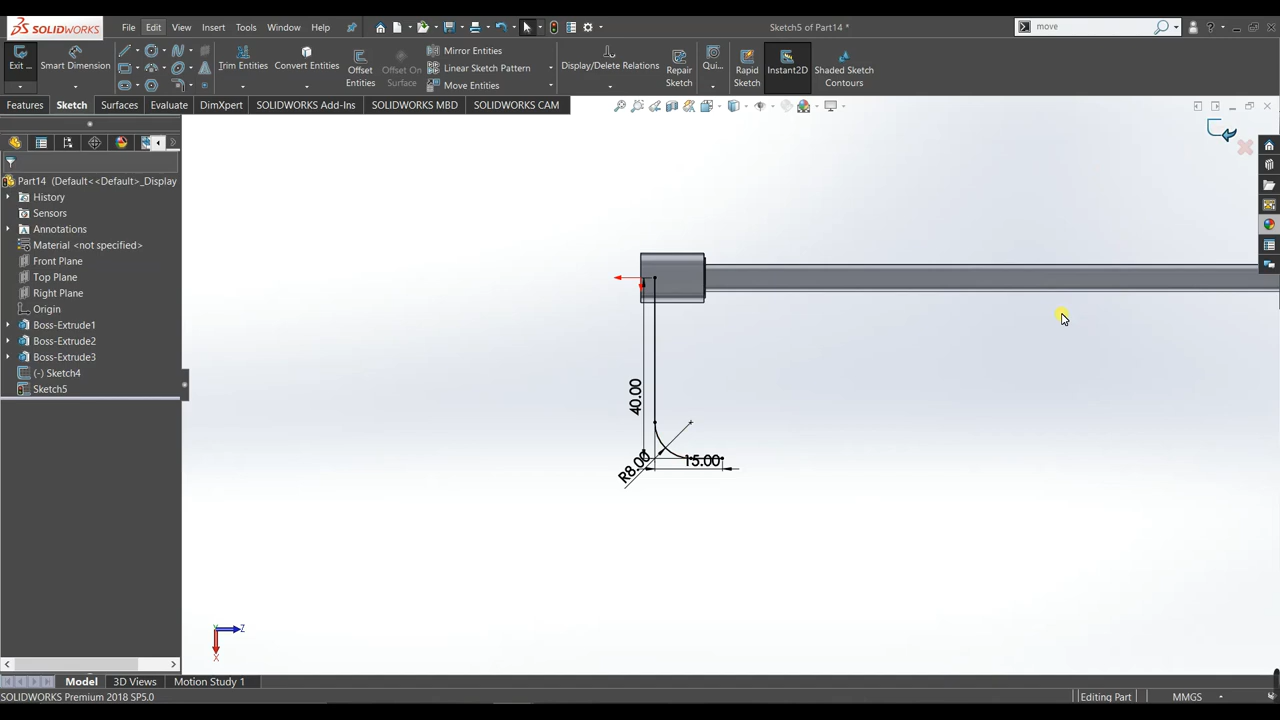 SOLIDWORKS
File Edit View Insert Tools Window Help
Sketch5 of Part14 *
move
Exit ...
Smart Dimension
Trim Entities
Convert Entities
Offset Entities
Offset On Surface
Mirror Entities
Linear Sketch Pattern
Move Entities
Display/Delete Relations
Repair Sketch
Qui...
Rapid Sketch
Instant2D
Shaded Sketch Contours
Features Sketch Surfaces Evaluate DimXpert SOLIDWORKS Add-Ins SOLIDWORKS MBD SOLIDWORKS CAM
Part14 (Default<<Default>_Display
History
Sensors
Annotations
Material <not specified>
Front Plane
Top Plane
Right Plane
Origin
Boss-Extrude1
Boss-Extrude2
Boss-Extrude3
(-) Sketch4
Sketch5
40.00
R8.00
15.00
Y
Z
X
Model 3D Views Motion Study 1
SOLIDWORKS Premium 2018 SP5.0
Editing Part
MMGS